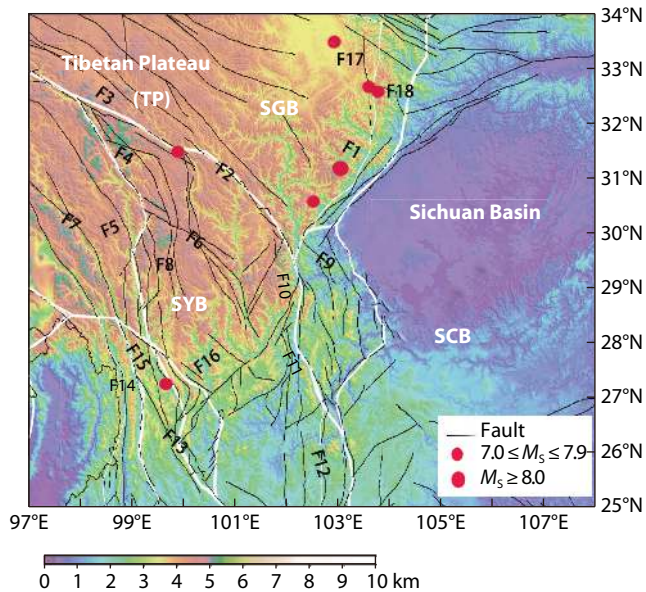 34°N
F17
Tibetan Plateau
(TP)
F3
SGB
F18
33°N
32°N
F4
F1
F2
31°N
Sichuan Basin
30°N
F7
F5
F6
F8
F9
29°N
F10
SYB
SCB
28°N
F15
F16
F11
F14
27°N
Fault
F13
7.0 ≤ Mₛ ≤ 7.9
26°N
F12
Mₛ ≥ 8.0
25°N
97°E 99°E 101°E 103°E 105°E 107°E
0 1 2 3 4 5 6 7 8 9 10 km